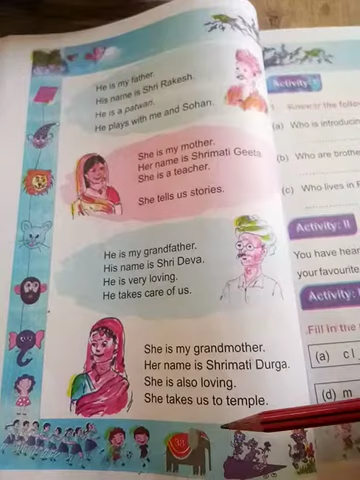 He is my father.
His name is Shri Rakesh.
He is a patwari.
He plays with me and Sohan.
She is my mother.
Her name is Shrimati Geeta.
She is a teacher.
She tells us stories.
He is my grandfather.
His name is Shri Deva.
He is very loving.
He takes care of us.
She is my grandmother.
Her name is Shrimati Durga.
She is also loving.
She takes us to temple.
Activity:
1. Answer the
(a) Who is
(b) Who are
(c) Who lives in
Activity: II
You have
your favourite
Activity:
Fill in the
(a) c l
(d) m